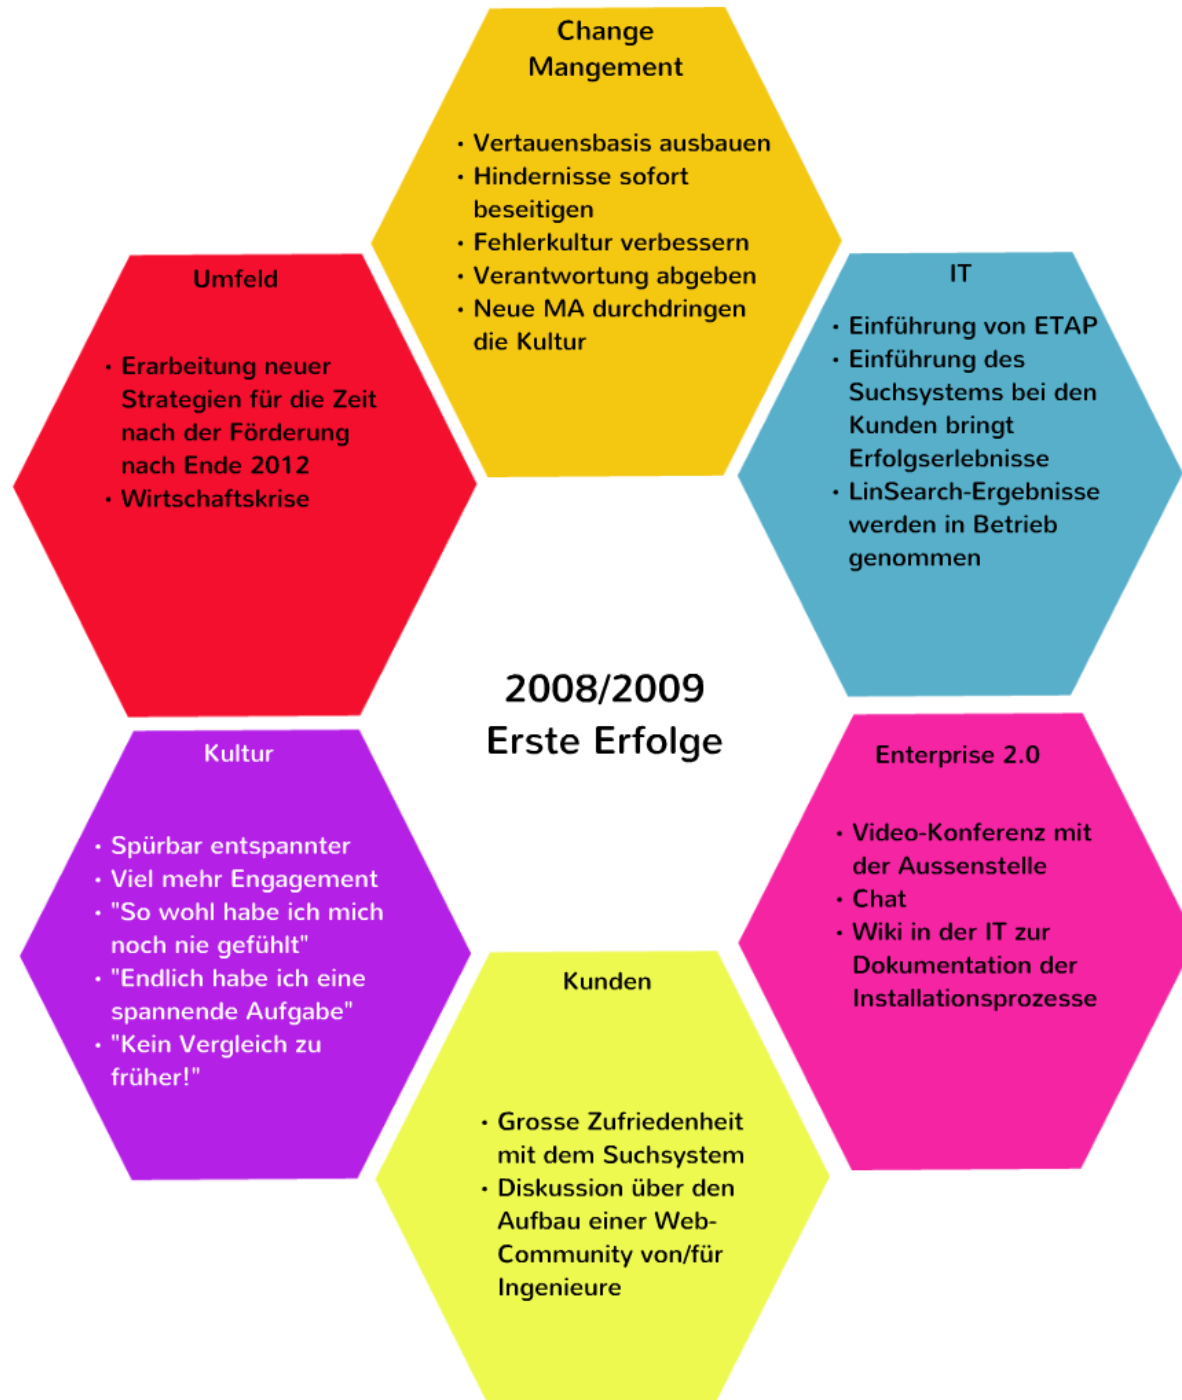 Change
Mangement
· Vertauensbasis ausbauen
· Hindernisse sofort
beseitigen
· Fehlerkultur verbessern
· Verantwortung abgeben
· Neue MA durchdringen
die Kultur
Umfeld
· Erarbeitung neuer
Strategien für die Zeit
nach der Förderung
nach Ende 2012
· Wirtschaftskrise
IT
· Einführung von ETAP
· Einführung des
Suchsystems bei den
Kunden bringt
Erfolgserlebnisse
· LinSearch-Ergebnisse
werden in Betrieb
genommen
2008/2009
Erste Erfolge
Kultur
· Spürbar entspannter
· Viel mehr Engagement
· "So wohl habe ich mich
noch nie gefühlt"
· "Endlich habe ich eine
spannende Aufgabe"
· "Kein Vergleich zu
früher!"
Enterprise 2.0
· Video-Konferenz mit
der Aussenstelle
· Chat
· Wiki in der IT zur
Dokumentation der
Installationsprozesse
Kunden
· Grosse Zufriedenheit
mit dem Suchsystem
· Diskussion über den
Aufbau einer Web-
Community von/für
Ingenieure